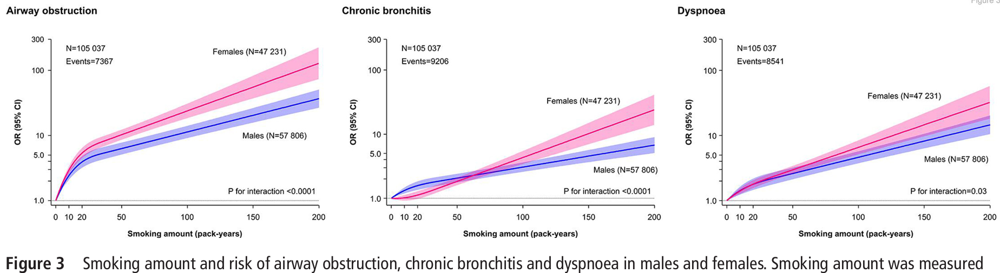 Figure 3
Airway obstruction
300
100
10
5.0
1.0
OR (95% CI)
N=105 037
Events=7367
Females (N=47 231)
Males (N=57 806)
P for interaction <0.0001
0 10 20 50 100 150 200
Smoking amount (pack-years)
Chronic bronchitis
300
100
10
5.0
1.0
OR (95% CI)
N=105 037
Events=9206
Females (N=47 231)
Males (N=57 806)
P for interaction <0.0001
0 10 20 50 100 150 200
Smoking amount (pack-years)
Dyspnoea
300
100
10
5.0
1.0
OR (95% CI)
N=105 037
Events=8541
Females (N=47 231)
Males (N=57 806)
P for interaction=0.03
0 10 20 50 100 150 200
Smoking amount (pack-years)
Figure 3 Smoking amount and risk of airway obstruction, chronic bronchitis and dyspnoea in males and females. Smoking amount was measured